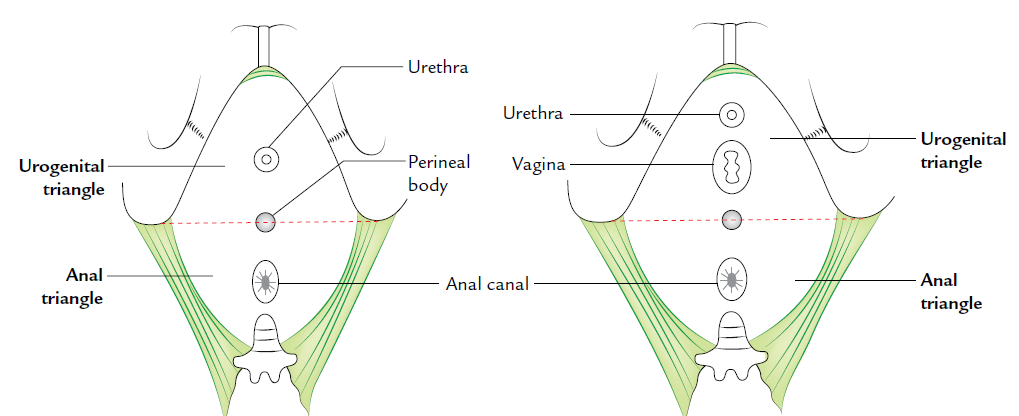 Urethra
Urogenital
triangle
Perineal
body
Anal
triangle
Anal canal
Urethra
Vagina
Urogenital
triangle
Anal
triangle